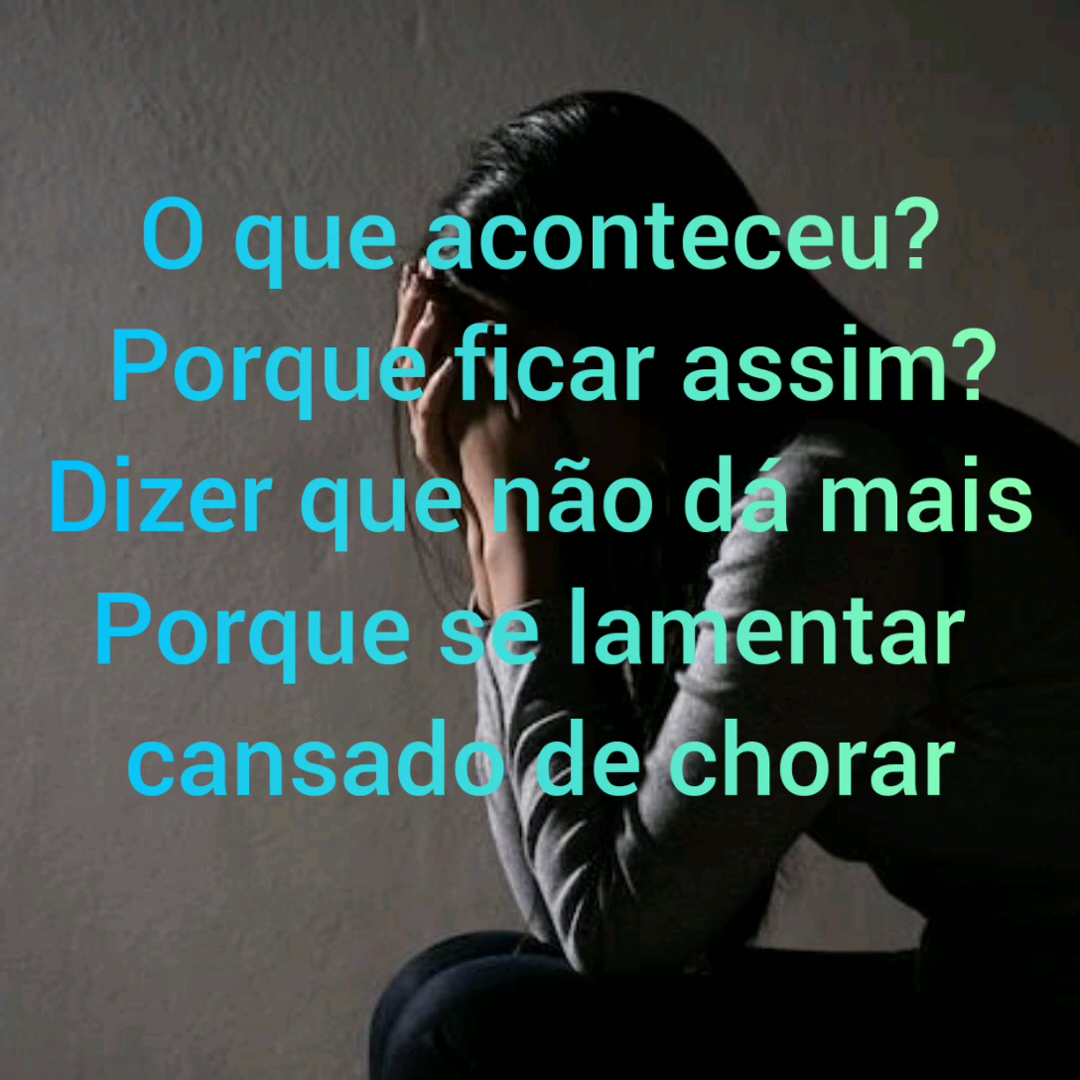 O que aconteceu?
Porque ficar assim?
Dizer que não dá mais
Porque se lamentar
cansado de chorar